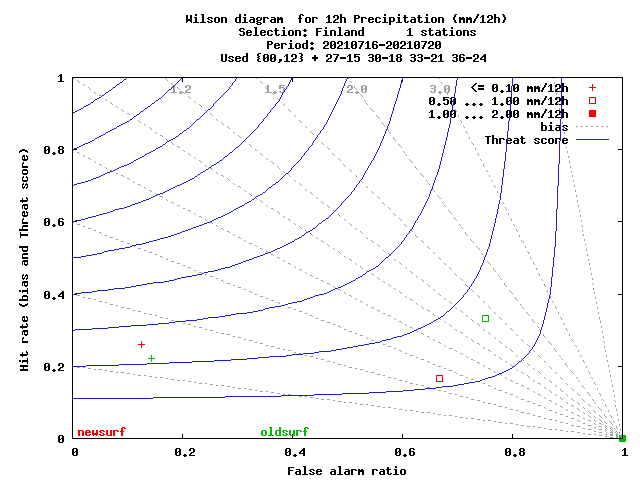 Wilson diagram  for 12h Precipitation (mm/12h)
Selection: Finland      1 stations
Period: 20210716-20210720
Used {00,12} + 27-15 30-18 33-21 36-24
1
0.8
0.6
0.4
0.2
0
Hit rate (bias and Threat score)
1.2
1.5
2.0
3.0
<= 0.10 mm/12h
0.50 ... 1.00 mm/12h
1.00 ... 2.00 mm/12h
bias
Threat score
newsurf
oldsurf
0
0.2
0.4
0.6
0.8
1
False alarm ratio